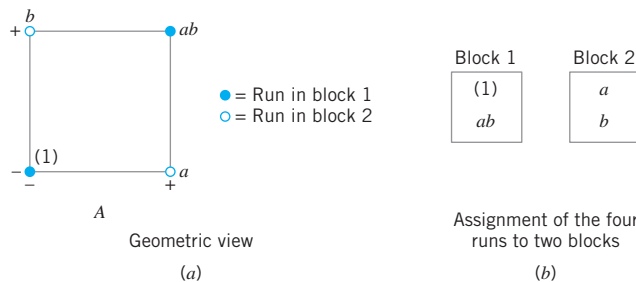 b
+
ab
= Run in block 1
= Run in block 2
(1)
−
a
−
+
A
Geometric view
(a)
Block 1
(1)
ab
Block 2
a
b
Assignment of the four
runs to two blocks
(b)